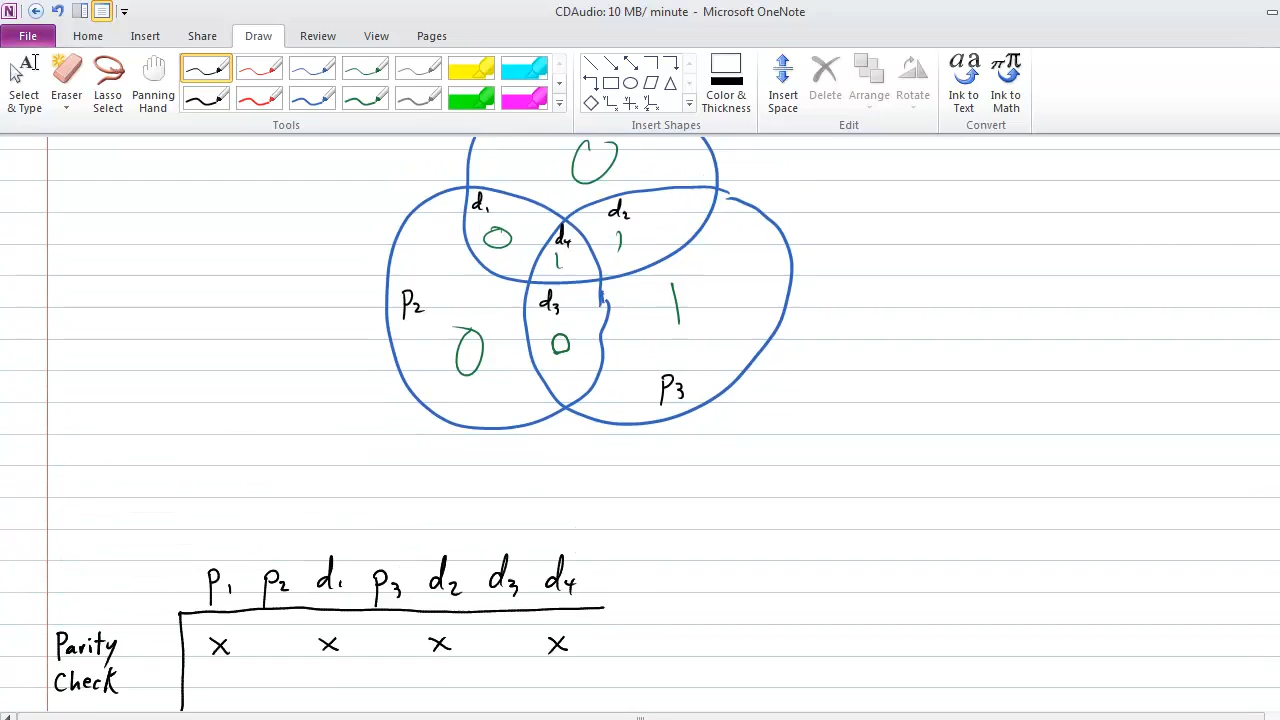 CDAudio: 10 MB/ minute - Microsoft OneNote
File Home Insert Share Draw Review View Pages
Select & Type
Eraser
Lasso Select
Panning Hand
Color & Thickness
Insert Space
Delete
Arrange
Rotate
Ink to Text
Ink to Math
Tools
Insert Shapes
Edit
Convert
0
d₁ d₂
0 d₄ 1
1
p₂ d₃ 1
0 0
p₃
p₁ p₂ d₁ p₃ d₂ d₃ d₄
Parity x x x x
Check